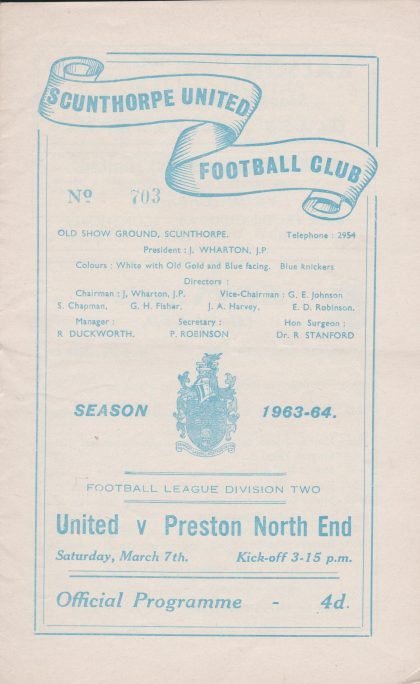 SCUNTHORPE UNITED
FOOTBALL CLUB
No 703
OLD SHOW GROUND, SCUNTHORPE. Telephone : 2954
President : J. WHARTON, J.P.
Colours : White with Old Gold and Blue facing. Blue knickers
Directors :
Chairman : J, Wharton, J.P. Vice-Chairman : G. E. Johnson
S. Chapman, G. H. Fisher, J. A. Harvey, E. D. Robinson.
Manager : Secretary : Hon Surgeon :
R DUCKWORTH. P. ROBINSON Dr. R STANFORD
SEASON 1963-64.
FOOTBALL LEAGUE DIVISION TWO
United v Preston North End
Saturday, March 7th. Kick-off 3-15 p.m.
Official Programme - 4d.